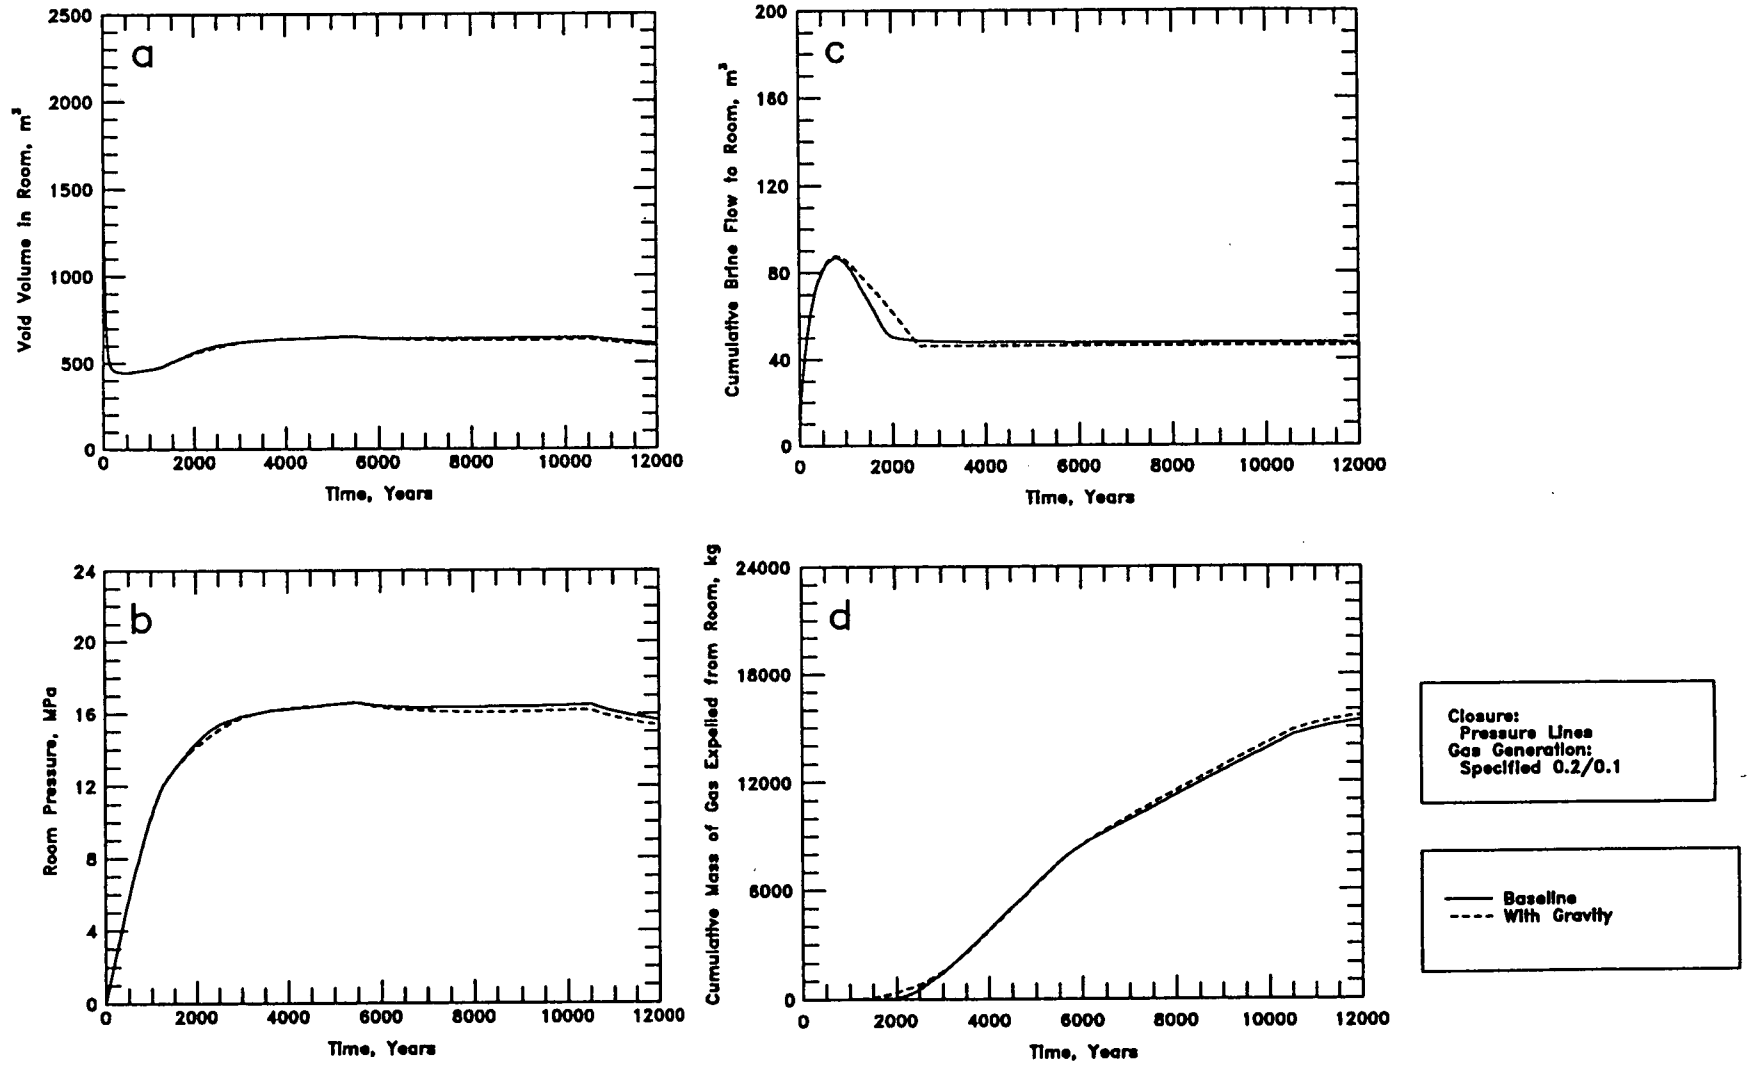 a
Void Volume in Room, m³
2500
2000
1500
1000
500
0
0 2000 4000 6000 8000 10000 12000
Time, Years
c
Cumulative Brine Flow to Room, m³
200
160
120
80
40
0
0 2000 4000 6000 8000 10000 12000
Time, Years
b
Room Pressure, MPa
24
20
16
12
8
4
0
0 2000 4000 6000 8000 10000 12000
Time, Years
d
Cumulative Mass of Gas Expelled from Room, kg
24000
18000
12000
6000
0
0 2000 4000 6000 8000 10000 12000
Time, Years
Closure:
Pressure Lines
Gas Generation:
Specified 0.2/0.1
Baseline
With Gravity